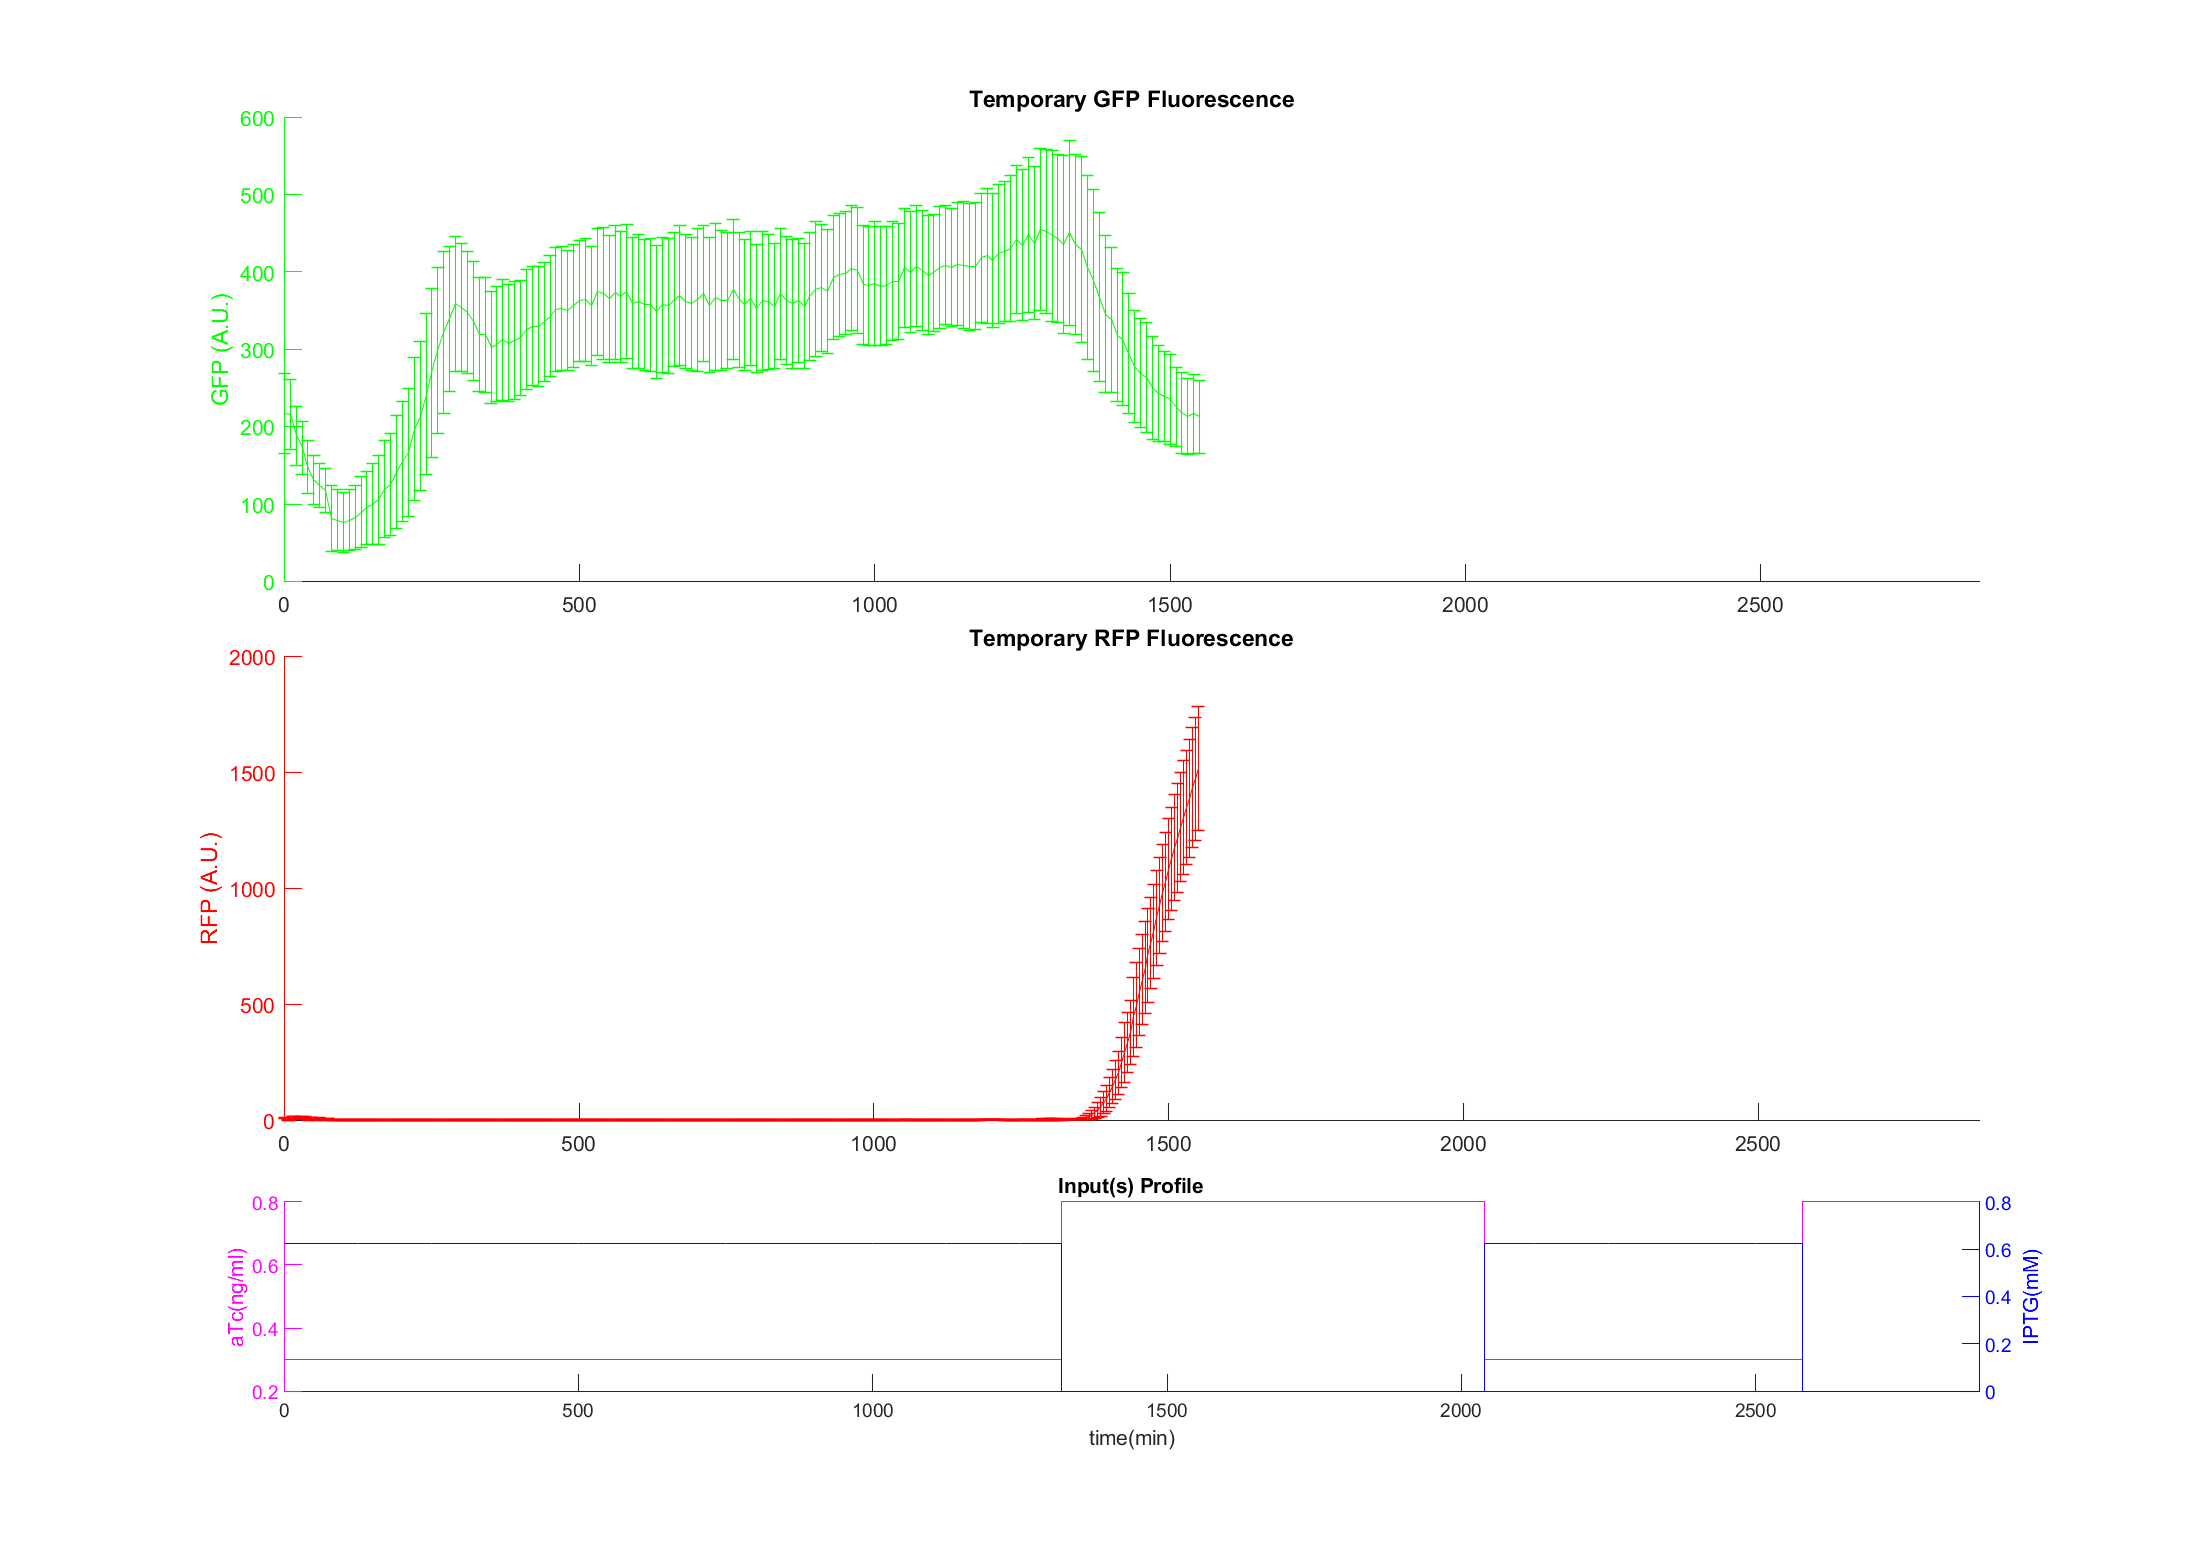 Temporary GFP Fluorescence
600
500
400
300
200
100
0
GFP (A.U.)
0 500 1000 1500 2000 2500
Temporary RFP Fluorescence
2000
1500
1000
500
0
RFP (A.U.)
0 500 1000 1500 2000 2500
Input(s) Profile
0.8
0.6
0.4
0.2
aTc(ng/ml)
0.8
0.6
0.4
0.2
0
IPTG(mM)
0 500 1000 1500 2000 2500
time(min)